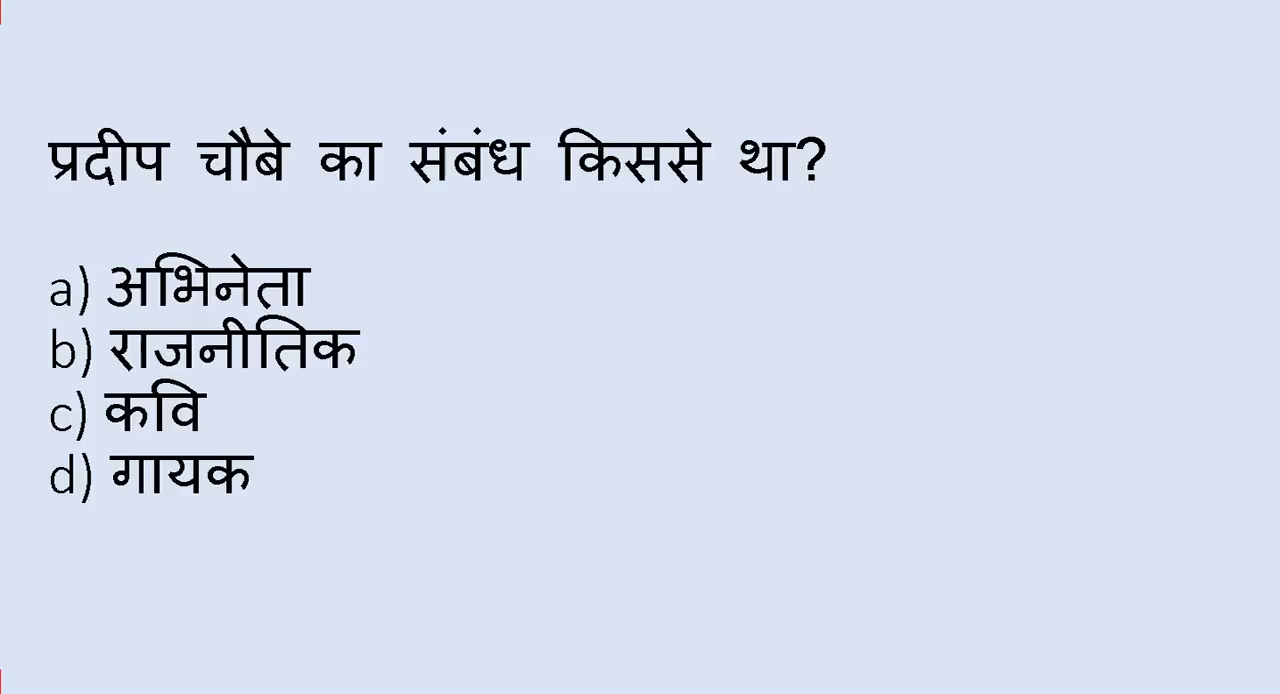 प्रदीप चौबे का संबंध किससे था?
a) अभिनेता
b) राजनीतिक
c) कवि
d) गायक